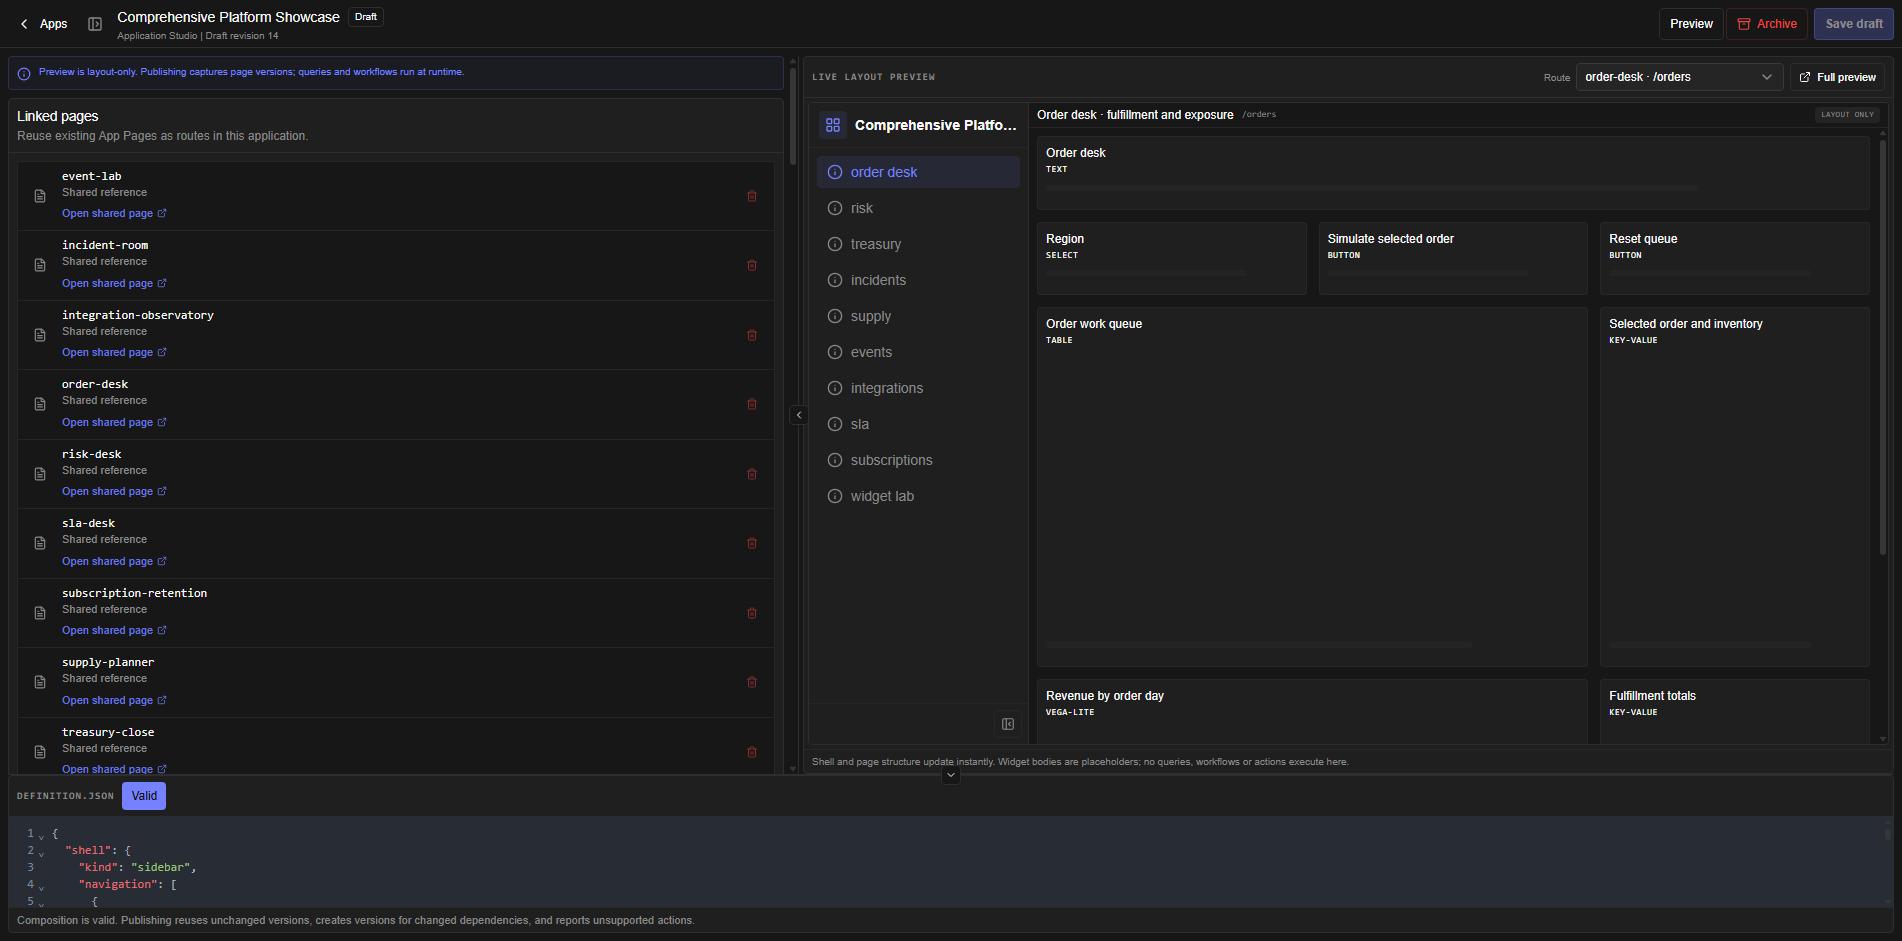 Apps
Comprehensive Platform Showcase
Draft
Application Studio | Draft revision 14
Preview
Archive
Save draft
Preview is layout-only. Publishing captures page versions; queries and workflows run at runtime.
Linked pages
Reuse existing App Pages as routes in this application.
event-lab
Shared reference
Open shared page
incident-room
Shared reference
Open shared page
integration-observatory
Shared reference
Open shared page
order-desk
Shared reference
Open shared page
risk-desk
Shared reference
Open shared page
sla-desk
Shared reference
Open shared page
subscription-retention
Shared reference
Open shared page
supply-planner
Shared reference
Open shared page
treasury-close
Shared reference
Open shared page
LIVE LAYOUT PREVIEW
Route
order-desk · /orders
Full preview
Comprehensive Platfo...
order desk
risk
treasury
incidents
supply
events
integrations
sla
subscriptions
widget lab
Order desk · fulfillment and exposure
/orders
LAYOUT ONLY
Order desk
TEXT
Region
SELECT
Simulate selected order
BUTTON
Reset queue
BUTTON
Order work queue
TABLE
Selected order and inventory
KEY-VALUE
Revenue by order day
VEGA-LITE
Fulfillment totals
KEY-VALUE
Shell and page structure update instantly. Widget bodies are placeholders; no queries, workflows or actions execute here.
DEFINITION.JSON
Valid
1 {
2 "shell": {
3 "kind": "sidebar",
4 "navigation": [
5 {
Composition is valid. Publishing reuses unchanged versions, creates versions for changed dependencies, and reports unsupported actions.